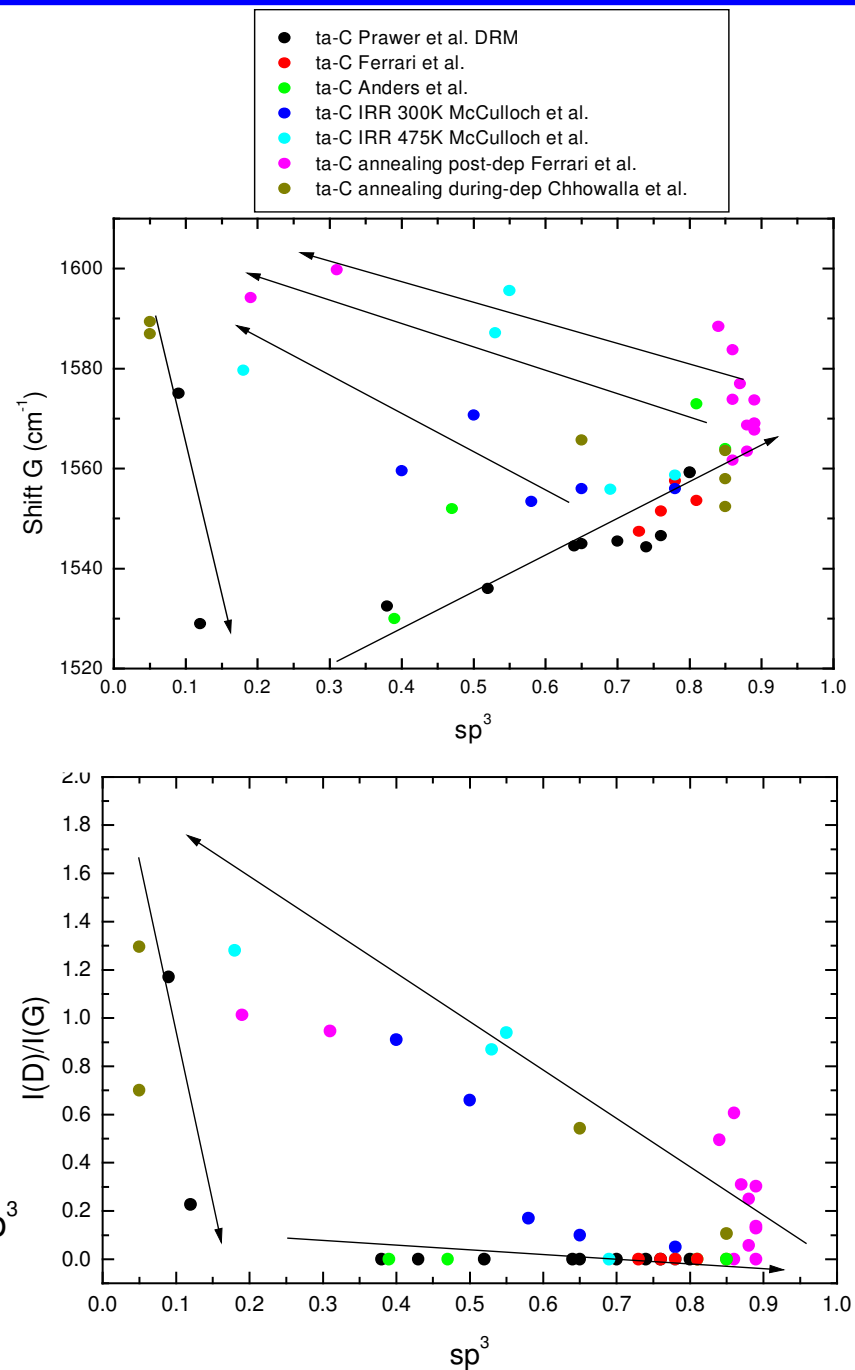 ta-C Prawer et al. DRM
ta-C Ferrari et al.
ta-C Anders et al.
ta-C IRR 300K McCulloch et al.
ta-C IRR 475K McCulloch et al.
ta-C annealing post-dep Ferrari et al.
ta-C annealing during-dep Chhowalla et al.
1600
1580
1560
1540
1520
Shift G (cm⁻¹)
0.0 0.1 0.2 0.3 0.4 0.5 0.6 0.7 0.8 0.9 1.0
sp³
2.0
1.8
1.6
1.4
1.2
1.0
0.8
0.6
0.4
0.2
0.0
I(D)/I(G)
p³
0.0 0.1 0.2 0.3 0.4 0.5 0.6 0.7 0.8 0.9 1.0
sp³